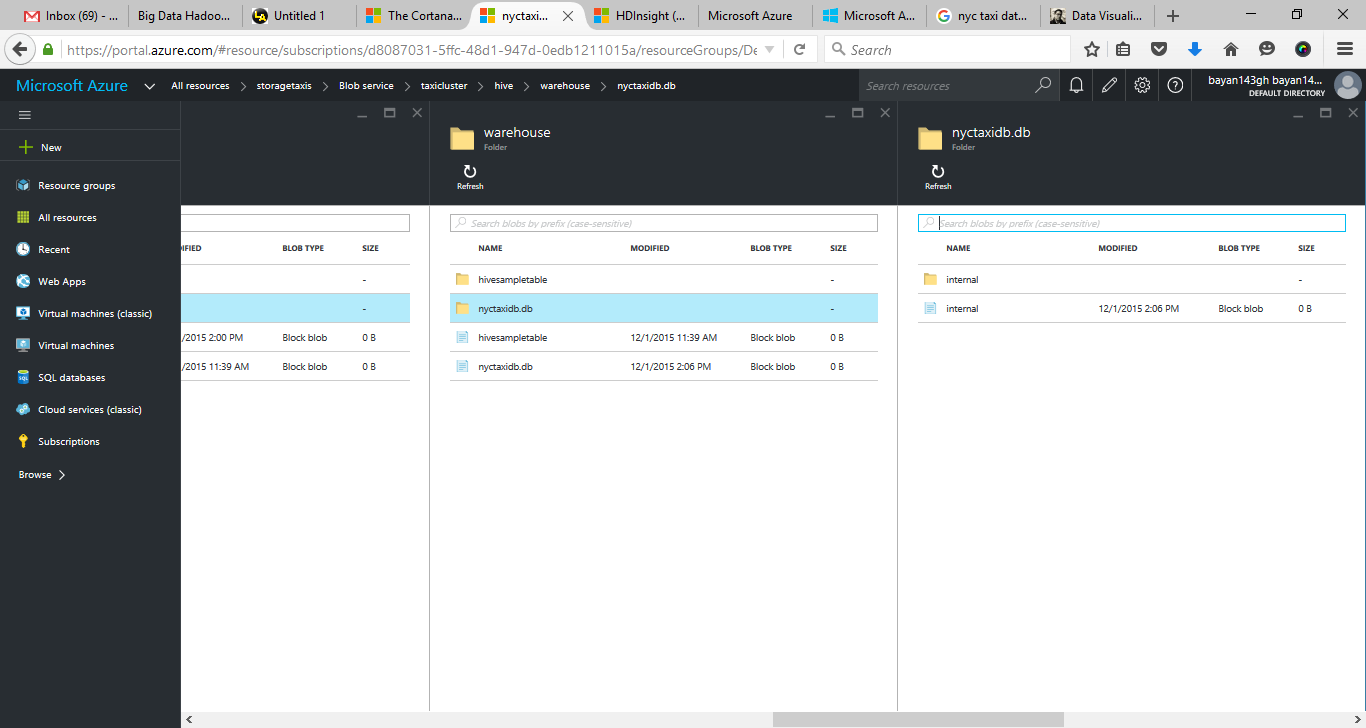 Inbox (69) - ... Big Data Hadoo... Untitled 1 The Cortana... nyctaxi... HDInsight (... Microsoft Azure Microsoft A... nyc taxi dat... Data Visuali...
https://portal.azure.com/#resource/subscriptions/d8087031-5ffc-48d1-947d-0edb1211015a/resourceGroups/De Search
Microsoft Azure All resources > storagetaxis > Blob service > taxicluster > hive > warehouse > nyctaxidb.db Search resources bayan143gh bayan14...
DEFAULT DIRECTORY
New
Resource groups
All resources
Recent
Web Apps
Virtual machines (classic)
Virtual machines
SQL databases
Cloud services (classic)
Subscriptions
Browse >
IFIED BLOB TYPE SIZE
-
-
/2015 2:00 PM Block blob 0 B
/2015 11:39 AM Block blob 0 B
warehouse
Folder
Refresh
Search blobs by prefix (case-sensitive)
NAME MODIFIED BLOB TYPE SIZE
hivesampletable -
nyctaxidb.db -
hivesampletable 12/1/2015 11:39 AM Block blob 0 B
nyctaxidb.db 12/1/2015 2:06 PM Block blob 0 B
nyctaxidb.db
Folder
Refresh
Search blobs by prefix (case-sensitive)
NAME MODIFIED BLOB TYPE SIZE
internal -
internal 12/1/2015 2:06 PM Block blob 0 B